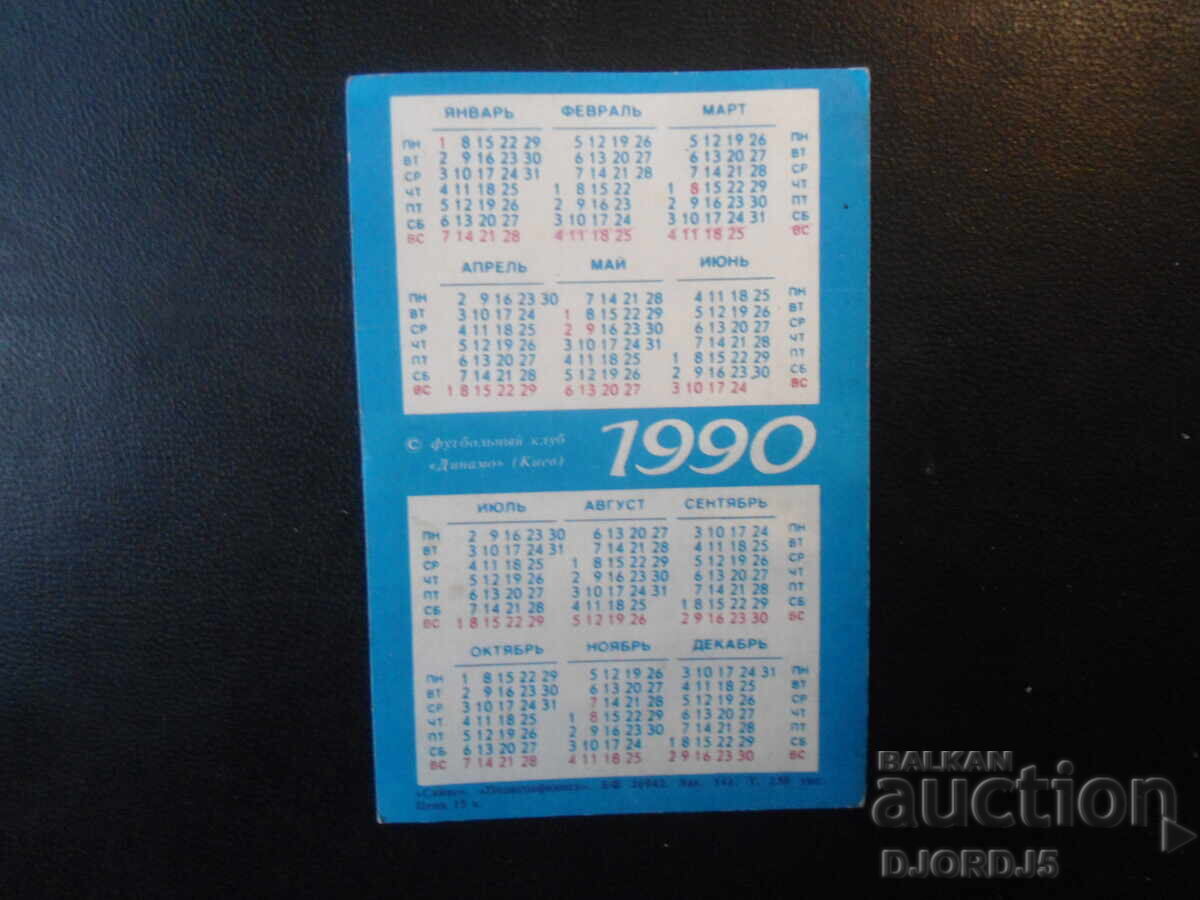 ЯНВАРЬ ФЕВРАЛЬ МАРТ
ПН 1 8 15 22 29 5 12 19 26 5 12 19 26 ПН
ВТ 2 9 16 23 30 6 13 20 27 6 13 20 27 ВТ
СР 3 10 17 24 31 7 14 21 28 7 14 21 28 СР
ЧТ 4 11 18 25 1 8 15 22 1 8 15 22 29 ЧТ
ПТ 5 12 19 26 2 9 16 23 2 9 16 23 30 ПТ
СБ 6 13 20 27 3 10 17 24 3 10 17 24 31 СБ
ВС 7 14 21 28 4 11 18 25 4 11 18 25 ВС
АПРЕЛЬ МАЙ ИЮНЬ
ПН 2 9 16 23 30 7 14 21 28 4 11 18 25 ПН
ВТ 3 10 17 24 1 8 15 22 29 5 12 19 26 ВТ
СР 4 11 18 25 2 9 16 23 30 6 13 20 27 СР
ЧТ 5 12 19 26 3 10 17 24 31 7 14 21 28 ЧТ
ПТ 6 13 20 27 4 11 18 25 1 8 15 22 29 ПТ
СБ 7 14 21 28 5 12 19 26 2 9 16 23 30 СБ
ВС 1 8 15 22 29 6 13 20 27 3 10 17 24 ВС
© футбольный клуб
«Динамо» (Киев)
1990
ИЮЛЬ АВГУСТ СЕНТЯБРЬ
ПН 2 9 16 23 30 6 13 20 27 3 10 17 24 ПН
ВТ 3 10 17 24 31 7 14 21 28 4 11 18 25 ВТ
СР 4 11 18 25 1 8 15 22 29 5 12 19 26 СР
ЧТ 5 12 19 26 2 9 16 23 30 6 13 20 27 ЧТ
ПТ 6 13 20 27 3 10 17 24 31 7 14 21 28 ПТ
СБ 7 14 21 28 4 11 18 25 1 8 15 22 29 СБ
ВС 1 8 15 22 29 5 12 19 26 2 9 16 23 30 ВС
ОКТЯБРЬ НОЯБРЬ ДЕКАБРЬ
ПН 1 8 15 22 29 5 12 19 26 3 10 17 24 31 ПН
ВТ 2 9 16 23 30 6 13 20 27 4 11 18 25 ВТ
СР 3 10 17 24 31 7 14 21 28 5 12 19 26 СР
ЧТ 4 11 18 25 1 8 15 22 29 6 13 20 27 ЧТ
ПТ 5 12 19 26 2 9 16 23 30 7 14 21 28 ПТ
СБ 6 13 20 27 3 10 17 24 1 8 15 22 29 СБ
ВС 7 14 21 28 4 11 18 25 2 9 16 23 30 ВС
Зак. Т. 250 тис.
Цена 15 к.
BALKAN
auction
DJORDJ5